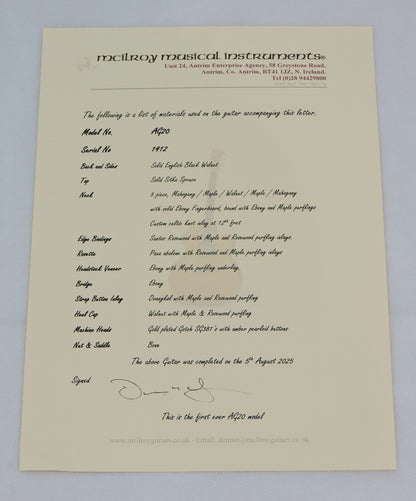 mcilroy musical instruments®
Unit 24, Antrim Enterprise Agency, 58 Greystone Road,
Antrim, Co. Antrim, BT41 1JZ, N. Ireland.
Tel (0)28 94429800
The following is a list of materials used on the guitar accompanying this letter.
Model No. AG20
Serial No 1412
Back and Sides Solid English Black Walnut
Top Solid Sitka Spruce
Neck 5 piece, Mahogany / Maple / Walnut / Maple / Mahogany
with solid Ebony Fingerboard, bound with Ebony and Maple purflings
Custom celtic knot inlay at 12th fret
Edge Bindings Santos Rosewood with Maple and Rosewood purfling inlays.
Rosette Paua abalone with Rosewood and Maple purfling inlays
Headstock Veneer Ebony with Maple purfling underlay.
Bridge Ebony
Strap Button Inlay Ovangkol with Maple and Rosewood purfling
Heel Cap Walnut with Maple & Rosewood purfling
Machine Heads Gold plated Gotoh SG381's with amber pearloid buttons
Nut & Saddle Bone
The above Guitar was completed on the 5th August 2025
Signed
This is the first ever AG20 model
www.mcilroyguitars.co.uk - Email: dermot@mcilroyguitars.co.uk